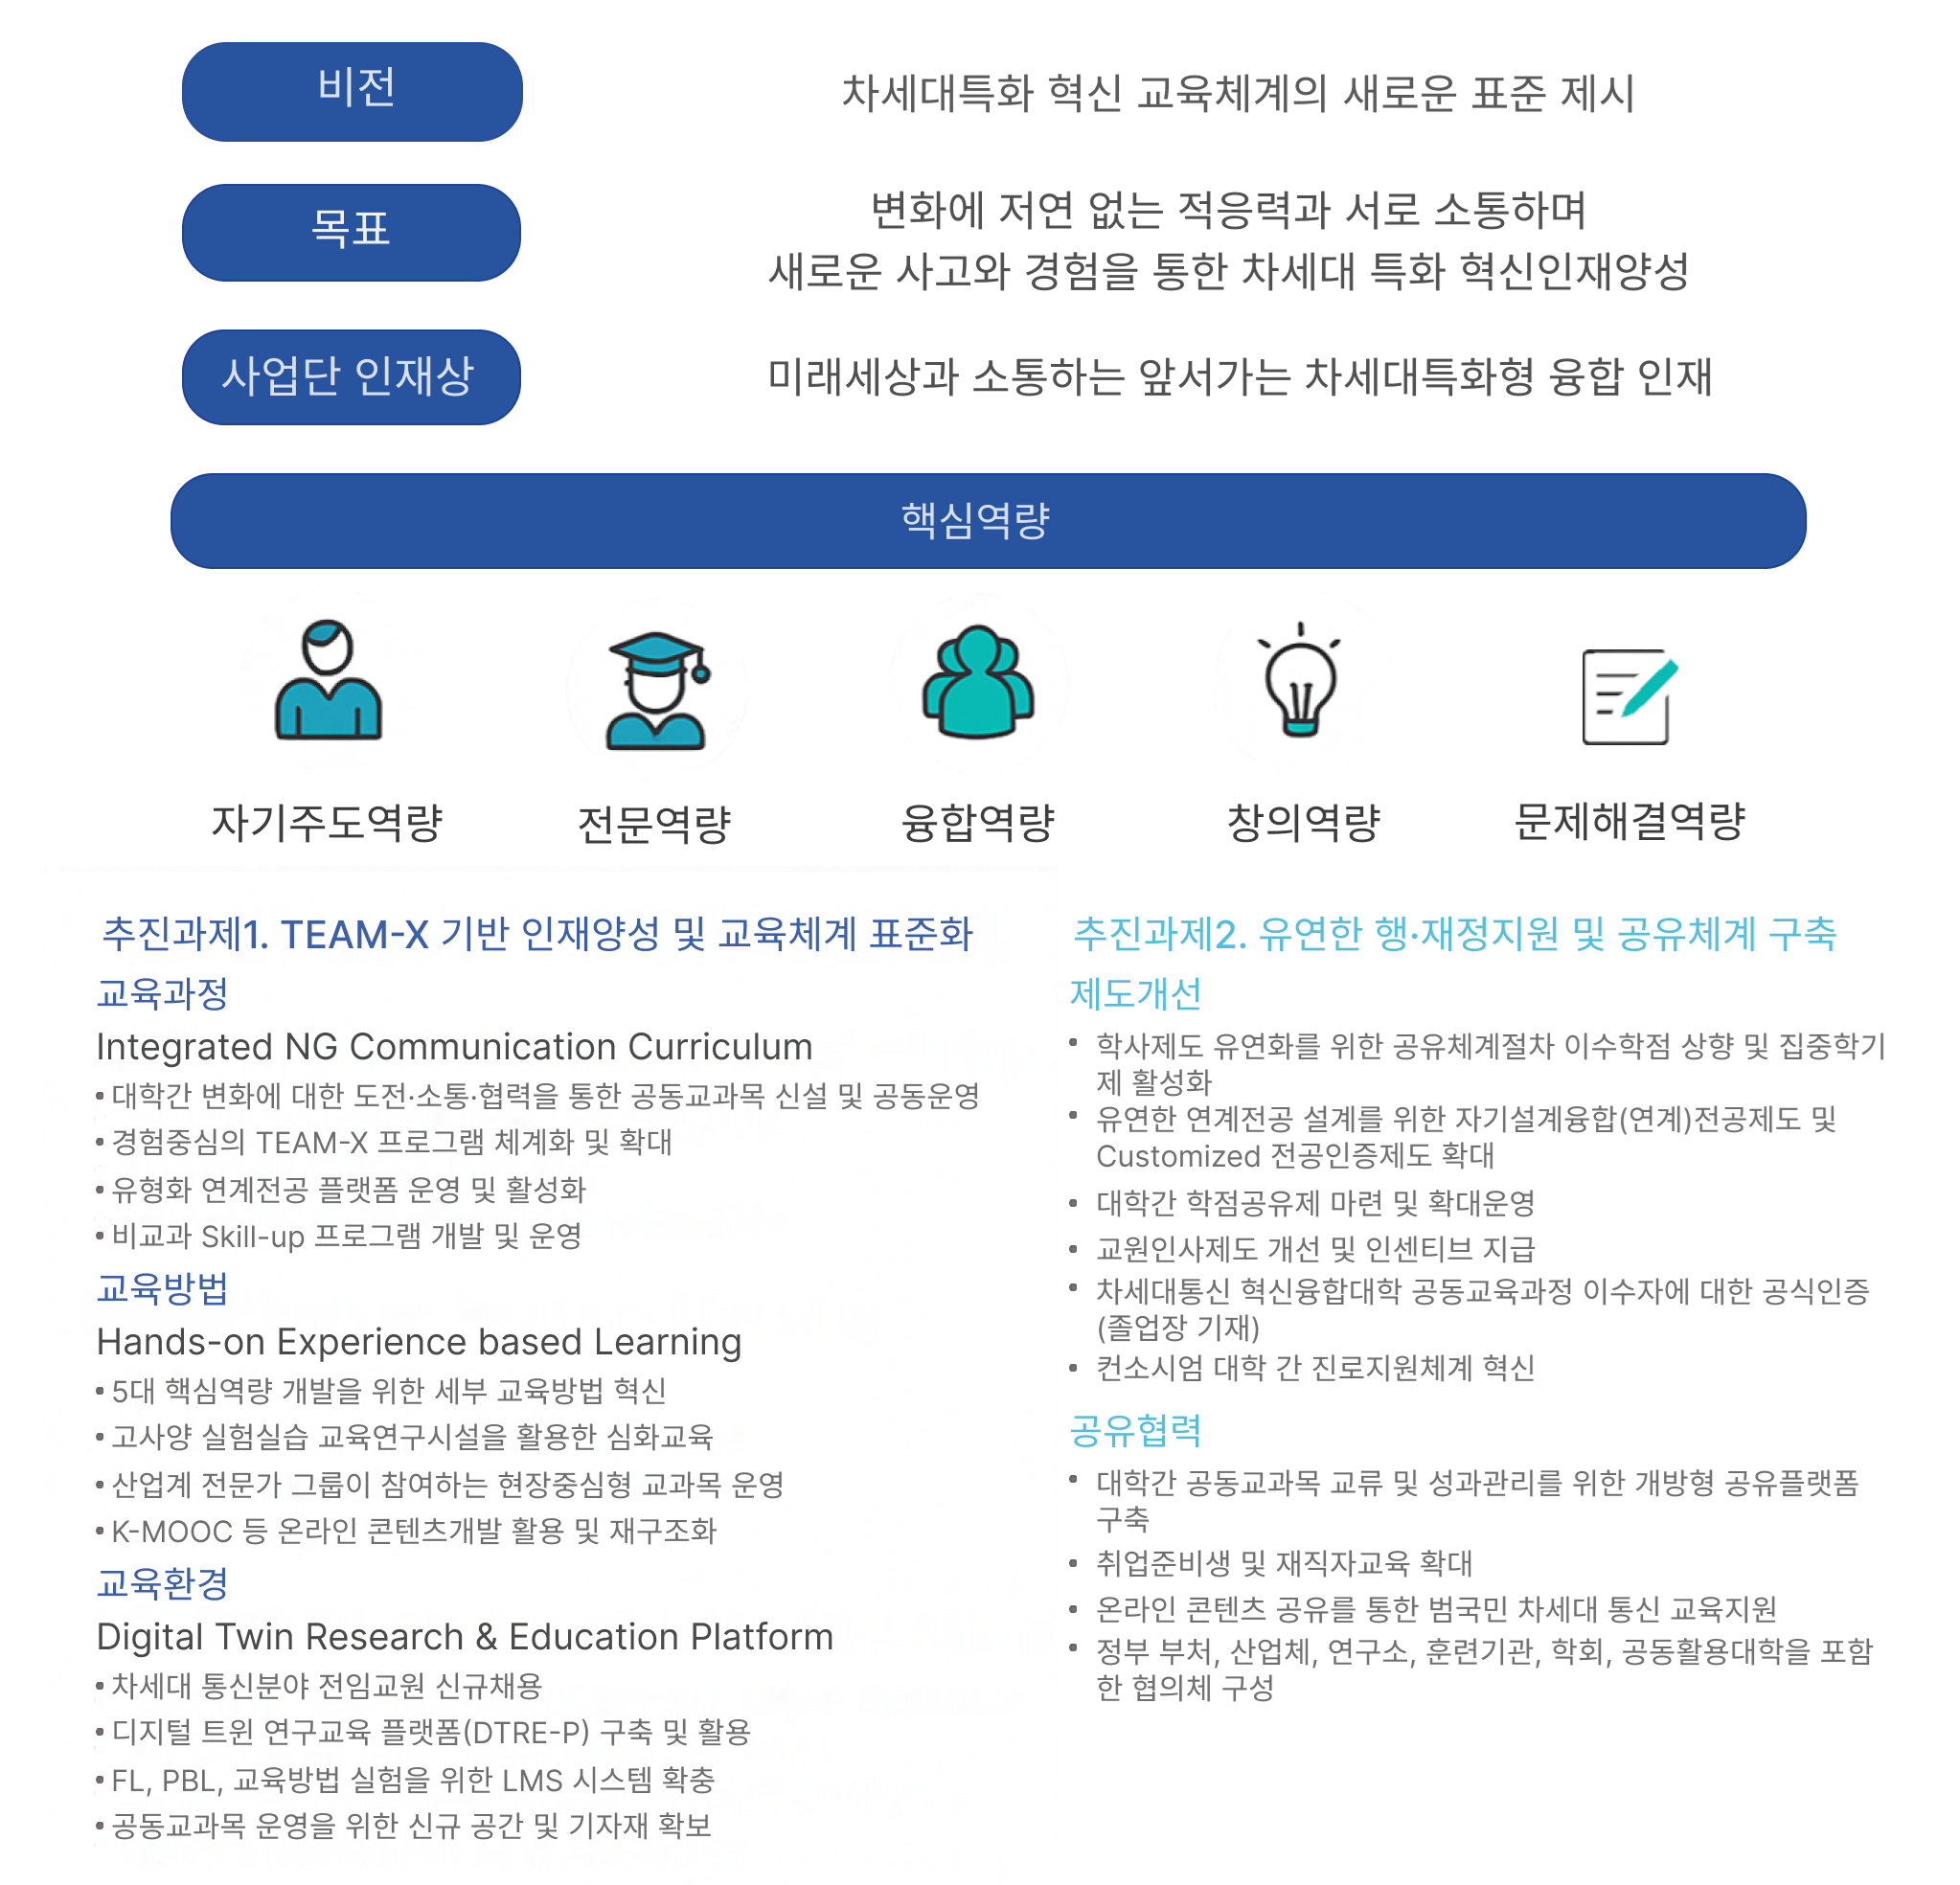 비전
차세대특화 혁신 교육체계의 새로운 표준 제시
목표
변화에 저연 없는 적응력과 서로 소통하며
새로운 사고와 경험을 통한 차세대 특화 혁신인재양성
사업단 인재상
미래세상과 소통하는 앞서가는 차세대특화형 융합 인재
핵심역량
자기주도역량
전문역량
융합역량
창의역량
문제해결역량
추진과제1. TEAM-X 기반 인재양성 및 교육체계 표준화
교육과정
Integrated NG Communication Curriculum
• 대학간 변화에 대한 도전·소통·협력을 통한 공동교과목 신설 및 공동운영
• 경험중심의 TEAM-X 프로그램 체계화 및 확대
• 유형화 연계전공 플랫폼 운영 및 활성화
• 비교과 Skill-up 프로그램 개발 및 운영
교육방법
Hands-on Experience based Learning
• 5대 핵심역량 개발을 위한 세부 교육방법 혁신
• 고사양 실험실습 교육연구시설을 활용한 심화교육
• 산업계 전문가 그룹이 참여하는 현장중심형 교과목 운영
• K-MOOC 등 온라인 콘텐츠개발 활용 및 재구조화
교육환경
Digital Twin Research & Education Platform
• 차세대 통신분야 전임교원 신규채용
• 디지털 트윈 연구교육 플랫폼(DTRE-P) 구축 및 활용
• FL, PBL, 교육방법 실험을 위한 LMS 시스템 확충
• 공동교과목 운영을 위한 신규 공간 및 기자재 확보
추진과제2. 유연한 행·재정지원 및 공유체계 구축
제도개선
• 학사제도 유연화를 위한 공유체계절차 이수학점 상향 및 집중학기
제 활성화
• 유연한 연계전공 설계를 위한 자기설계융합(연계)전공제도 및
Customized 전공인증제도 확대
• 대학간 학점공유제 마련 및 확대운영
• 교원인사제도 개선 및 인센티브 지급
• 차세대통신 혁신융합대학 공동교육과정 이수자에 대한 공식인증
(졸업장 기재)
• 컨소시엄 대학 간 진로지원체계 혁신
공유협력
• 대학간 공동교과목 교류 및 성과관리를 위한 개방형 공유플랫폼
구축
• 취업준비생 및 재직자교육 확대
• 온라인 콘텐츠 공유를 통한 범국민 차세대 통신 교육지원
• 정부 부처, 산업체, 연구소, 훈련기관, 학회, 공동활용대학을 포함
한 협의체 구성